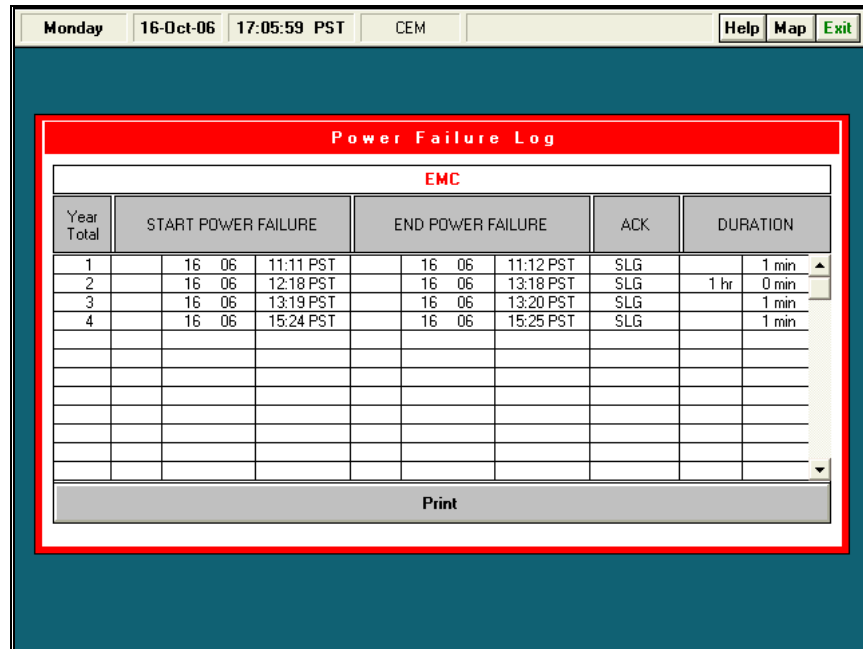 Monday 16-Oct-06 17:05:59 PST CEM Help Map Exit
Power Failure Log
EMC
Year Total START POWER FAILURE END POWER FAILURE ACK DURATION
1 16 06 11:11 PST 16 06 11:12 PST SLG 1 min
2 16 06 12:18 PST 16 06 13:18 PST SLG 1 hr 0 min
3 16 06 13:19 PST 16 06 13:20 PST SLG 1 min
4 16 06 15:24 PST 16 06 15:25 PST SLG 1 min
Print